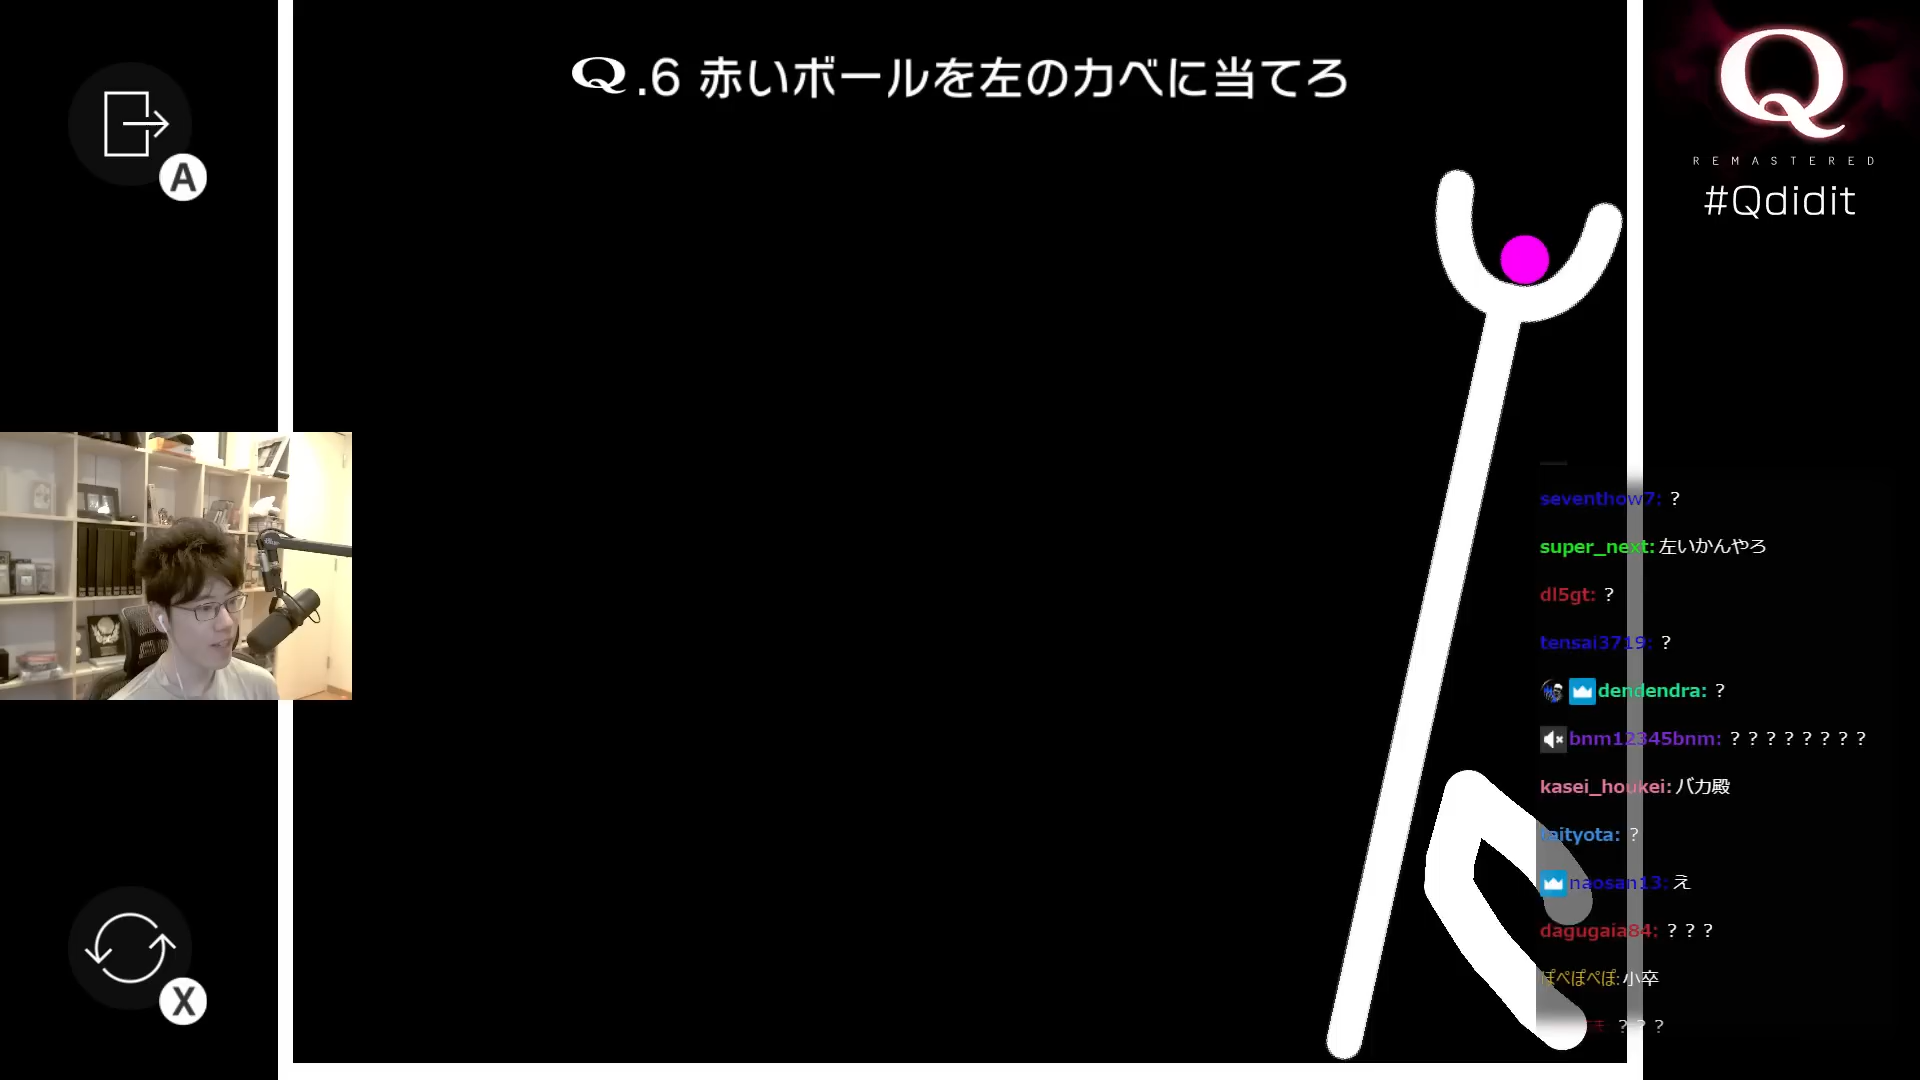 Q.6 赤いボールを左のカベに当てろ
A
X
Q
REMASTERED
#Qdidit
seventhow7: ?
super_next: 左いかんやろ
dl5gt: ?
tensai3719: ?
dendendra: ?
bnm12345bnm: ? ? ? ? ? ? ? ?
kasei_houkei: バカ殿
naosan13: え
dagugaia84: ? ? ?
ぽぺぽぺぽ: 小卒
? ? ?